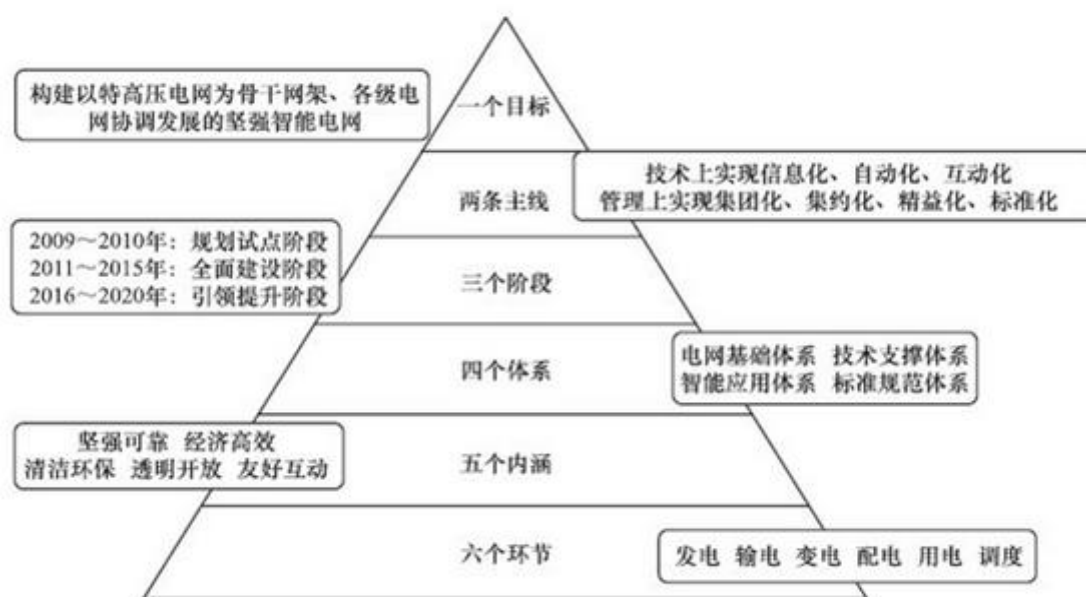 构建以特高压电网为骨干网架、各级电
网协调发展的坚强智能电网
一个目标
技术上实现信息化、自动化、互动化
管理上实现集团化、集约化、精益化、标准化
两条主线
2009～2010年：规划试点阶段
2011～2015年：全面建设阶段
2016～2020年：引领提升阶段
三个阶段
电网基础体系 技术支撑体系
智能应用体系 标准规范体系
四个体系
坚强可靠 经济高效
清洁环保 透明开放 友好互动
五个内涵
六个环节
发电 输电 变电 配电 用电 调度